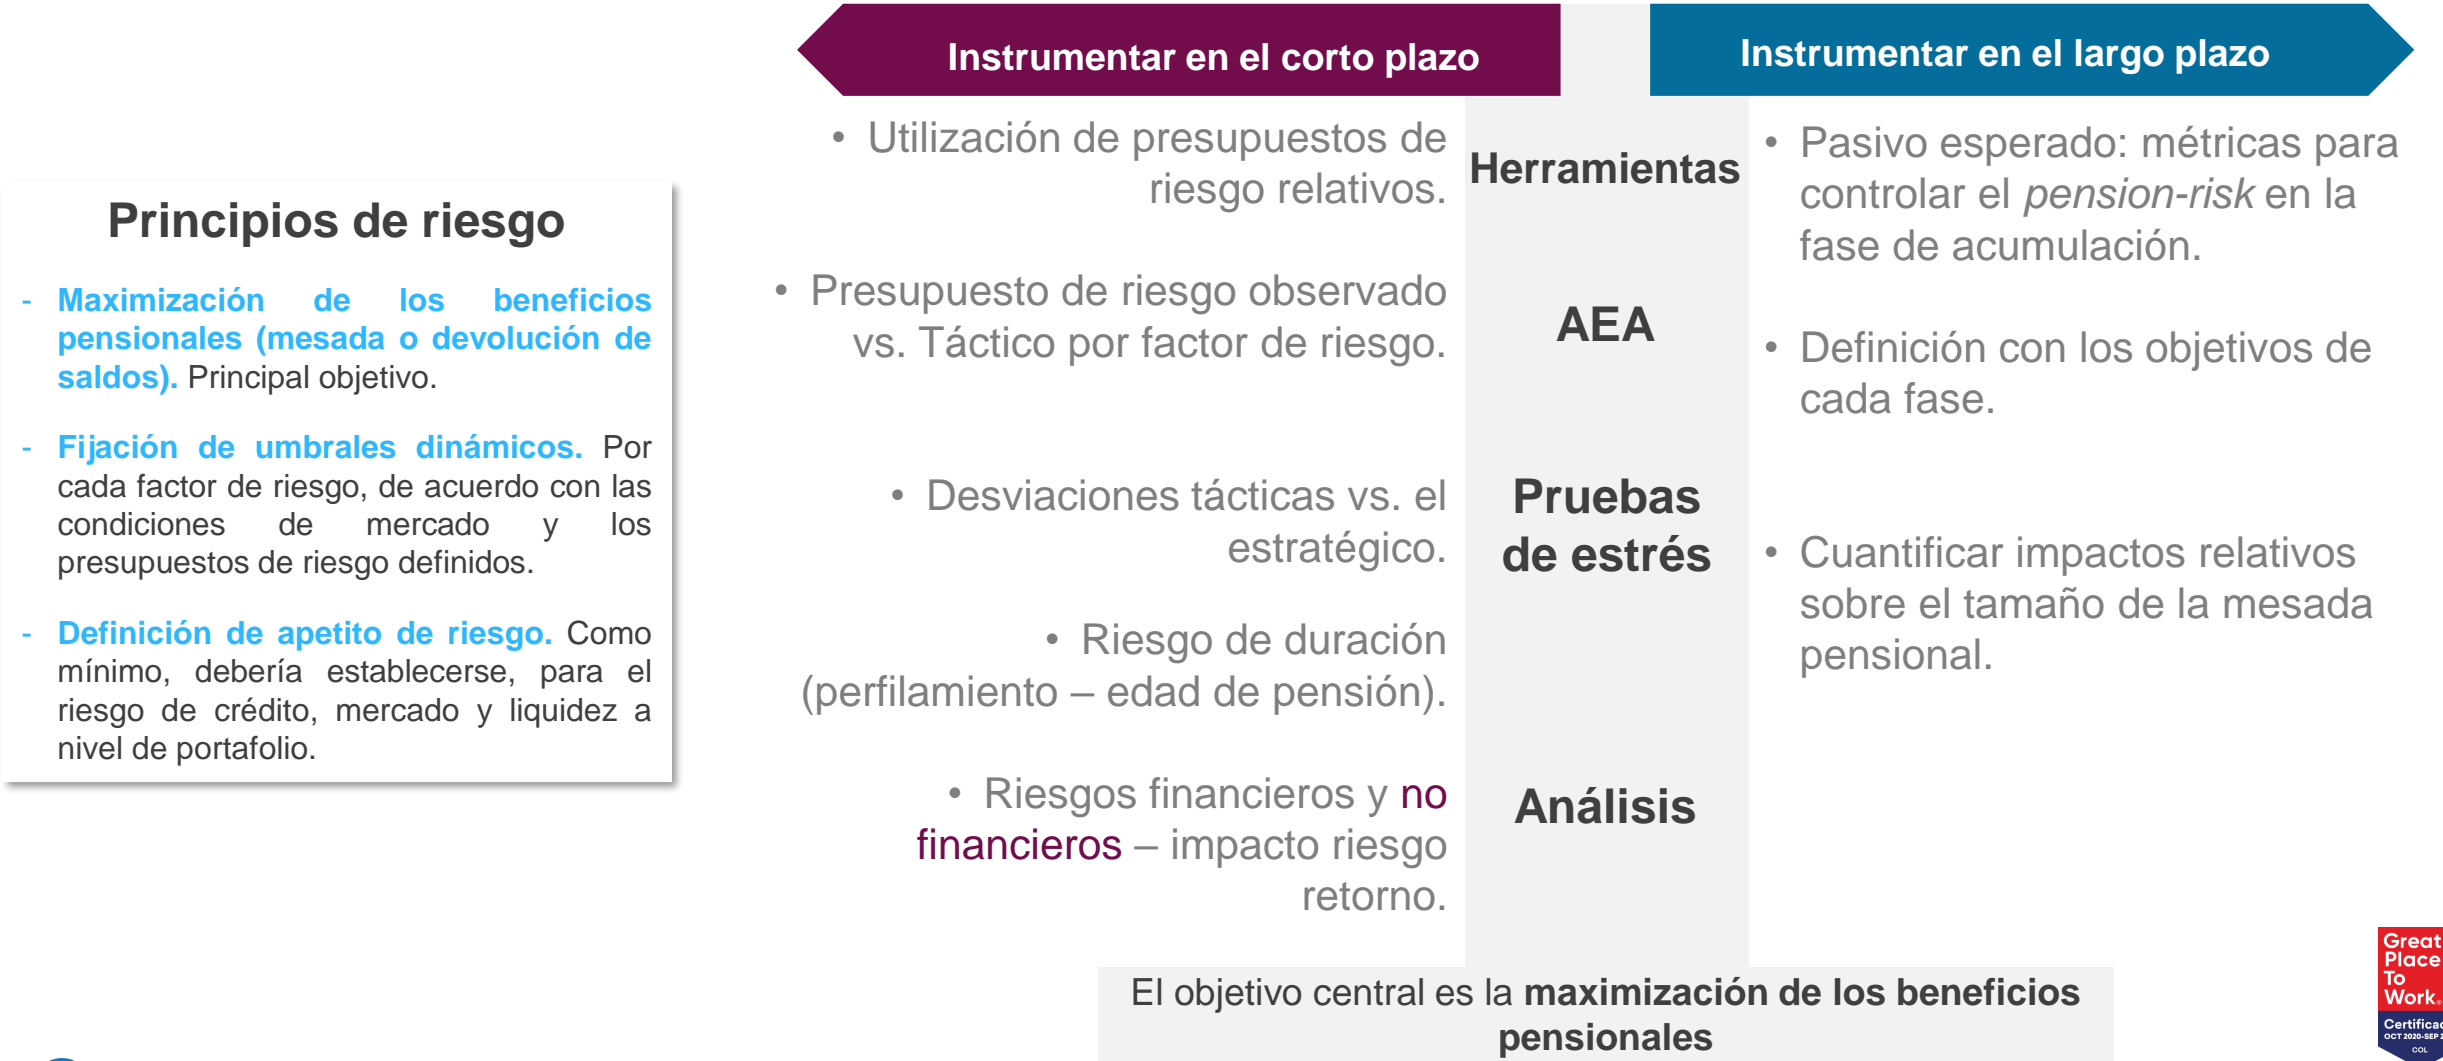 Principios de riesgo
- Maximización de los beneficios
pensionales (mesada o devolución de
saldos). Principal objetivo.
- Fijación de umbrales dinámicos. Por
cada factor de riesgo, de acuerdo con las
condiciones de mercado y los
presupuestos de riesgo definidos.
- Definición de apetito de riesgo. Como
mínimo, debería establecerse, para el
riesgo de crédito, mercado y liquidez a
nivel de portafolio.
Instrumentar en el corto plazo
• Utilización de presupuestos de
riesgo relativos.
• Presupuesto de riesgo observado
vs. Táctico por factor de riesgo.
• Desviaciones tácticas vs. el
estratégico.
• Riesgo de duración
(perfilamiento – edad de pensión).
• Riesgos financieros y no
financieros – impacto riesgo
retorno.
Herramientas
AEA
Pruebas
de estrés
Análisis
Instrumentar en el largo plazo
• Pasivo esperado: métricas para
controlar el pension-risk en la
fase de acumulación.
• Definición con los objetivos de
cada fase.
• Cuantificar impactos relativos
sobre el tamaño de la mesada
pensional.
El objetivo central es la maximización de los beneficios
pensionales
Great
Place
To
Work®
OCT 2020-SEP
COL